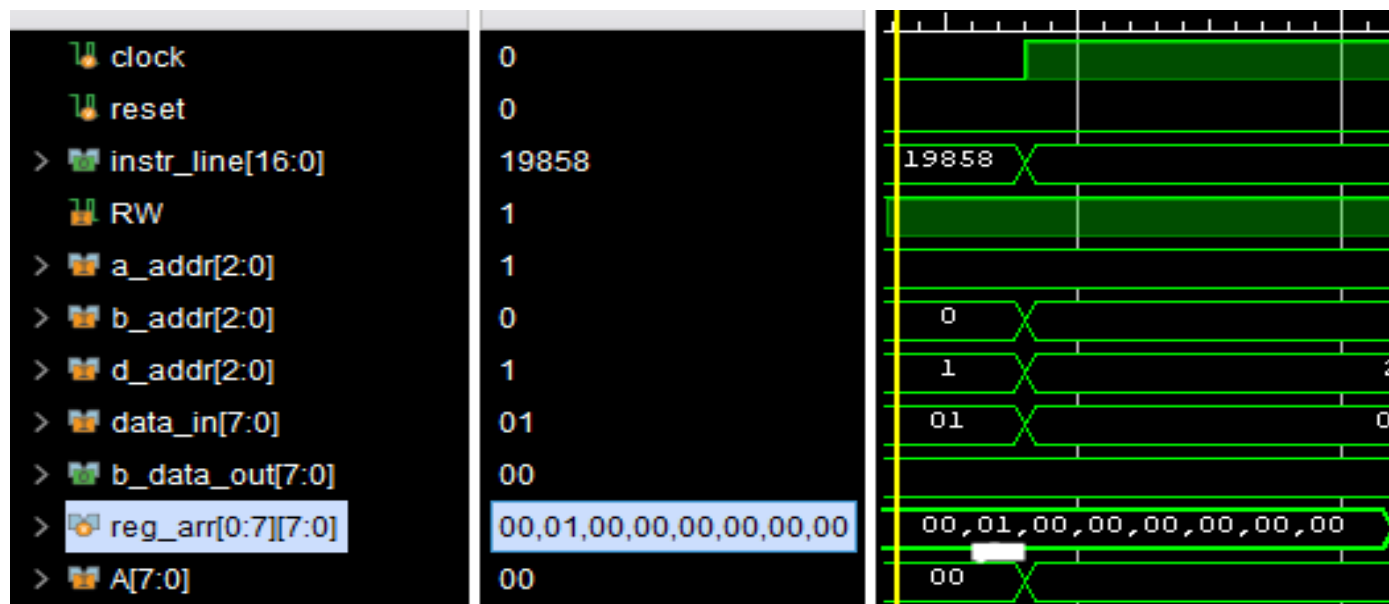 clock 0
reset 0
instr_line[16:0] 19858 19858
RW 1
a_addr[2:0] 1
b_addr[2:0] 0 0
d_addr[2:0] 1 1
data_in[7:0] 01 01
b_data_out[7:0] 00
reg_arr[0:7][7:0] 00,01,00,00,00,00,00,00 00,01,00,00,00,00,00,00
A[7:0] 00 00